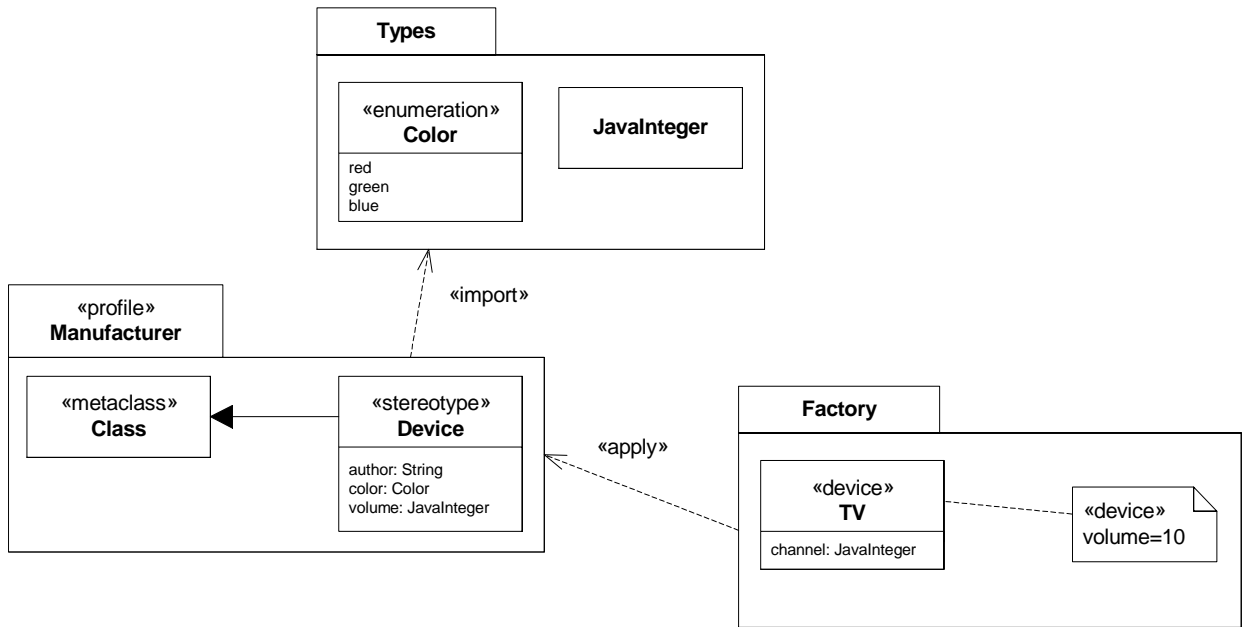 Types
«enumeration»
Color
red
green
blue
JavaInteger
«import»
«profile»
Manufacturer
«metaclass»
Class
«stereotype»
Device
author: String
color: Color
volume: JavaInteger
«apply»
Factory
«device»
TV
channel: JavaInteger
«device»
volume=10